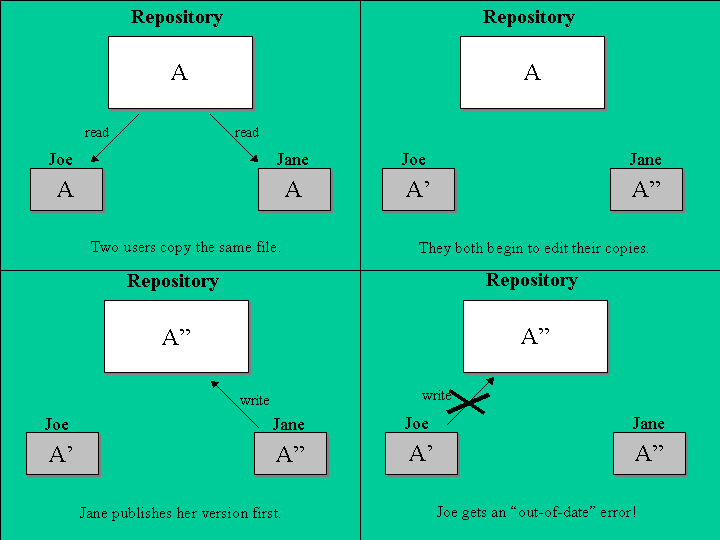 Repository
A
read
read
Joe
Jane
A
A
Two users copy the same file.
Repository
A
Joe
Jane
A’
A”
They both begin to edit their copies.
Repository
A”
write
Joe
Jane
A’
A”
Jane publishes her version first.
Repository
A”
write
Joe
Jane
A’
A”
Joe gets an “out-of-date” error!